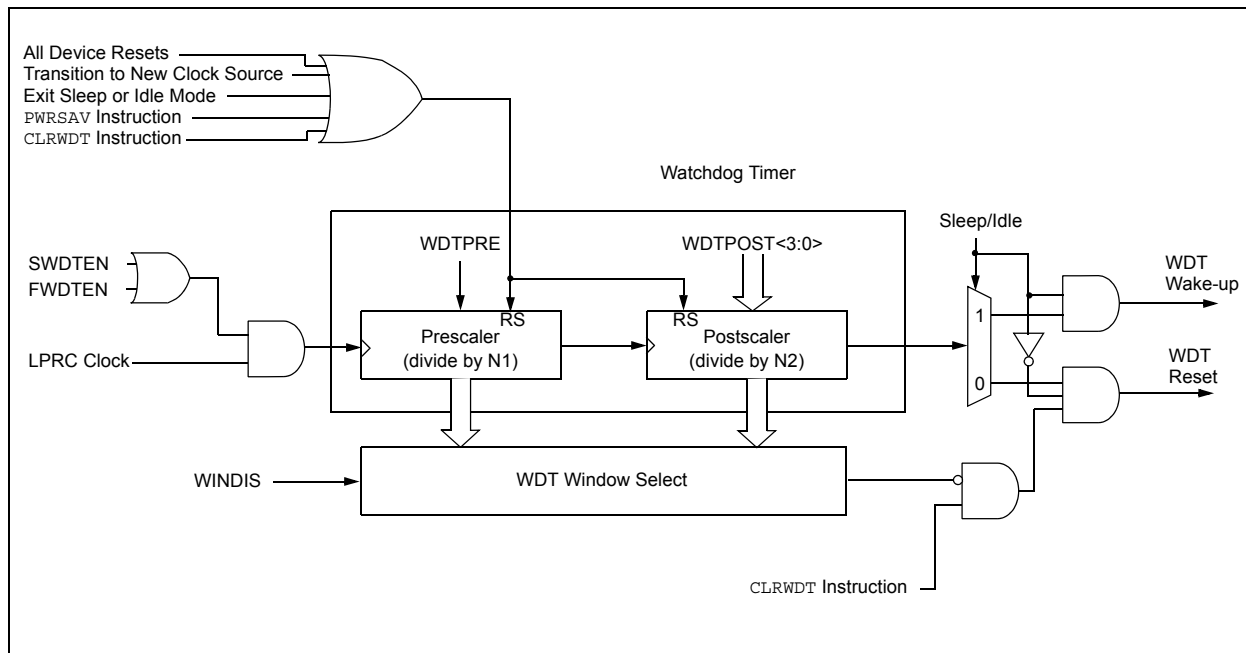 All Device Resets
Transition to New Clock Source
Exit Sleep or Idle Mode
PWRSAV Instruction
CLRWDT Instruction
Watchdog Timer
Sleep/Idle
WDTPRE
WDTPOST<3:0>
SWDTEN
FWDTEN
WDT
Wake-up
RS
RS
1
Prescaler
(divide by N1)
Postscaler
(divide by N2)
LPRC Clock
WDT
Reset
0
WINDIS
WDT Window Select
CLRWDT Instruction